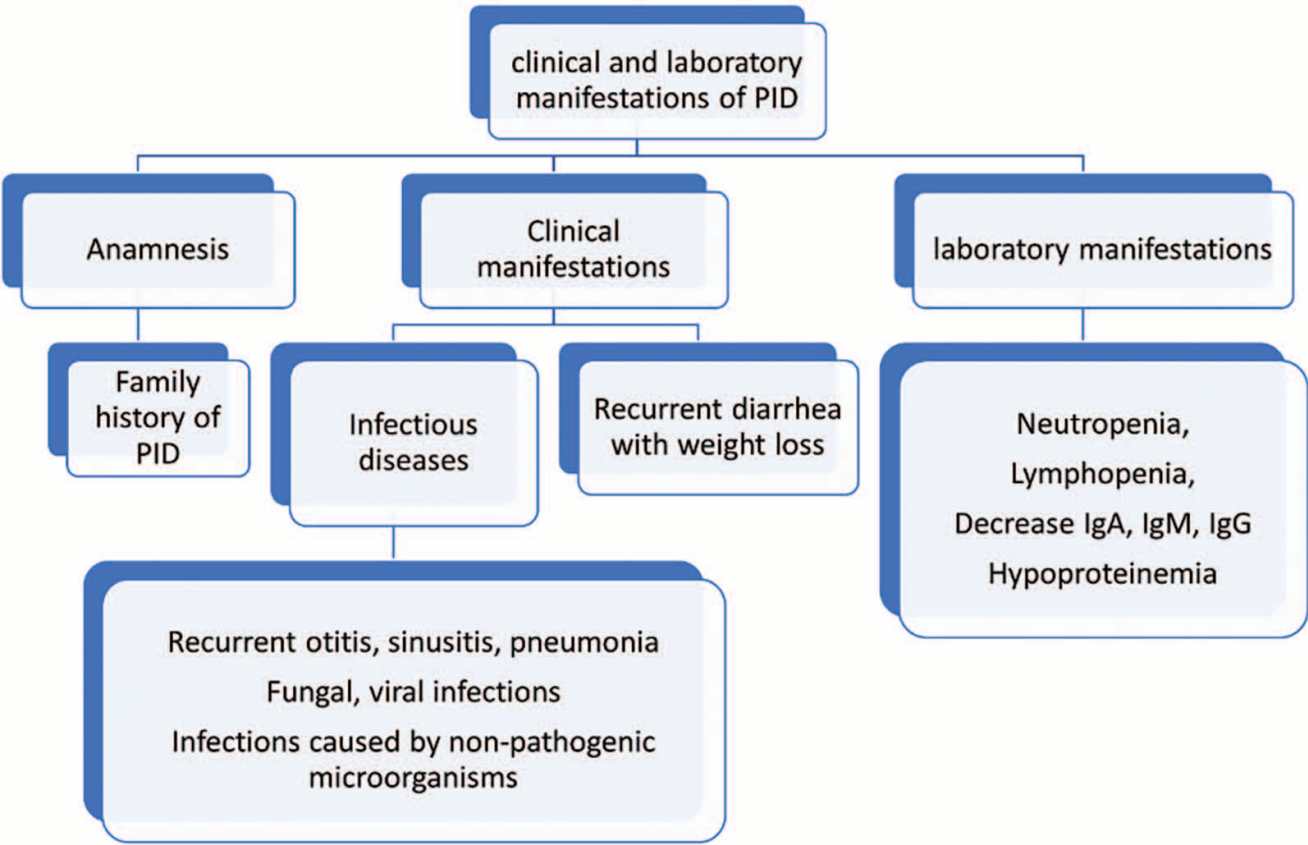 clinical and laboratory
manifestations of PID
Anamnesis
Clinical
manifestations
laboratory manifestations
Family
history of
PID
Infectious
diseases
Recurrent diarrhea
with weight loss
Neutropenia,
Lymphopenia,
Decrease IgA, IgM, IgG
Hypoproteinemia
Recurrent otitis, sinusitis, pneumonia
Fungal, viral infections
Infections caused by non-pathogenic
microorganisms